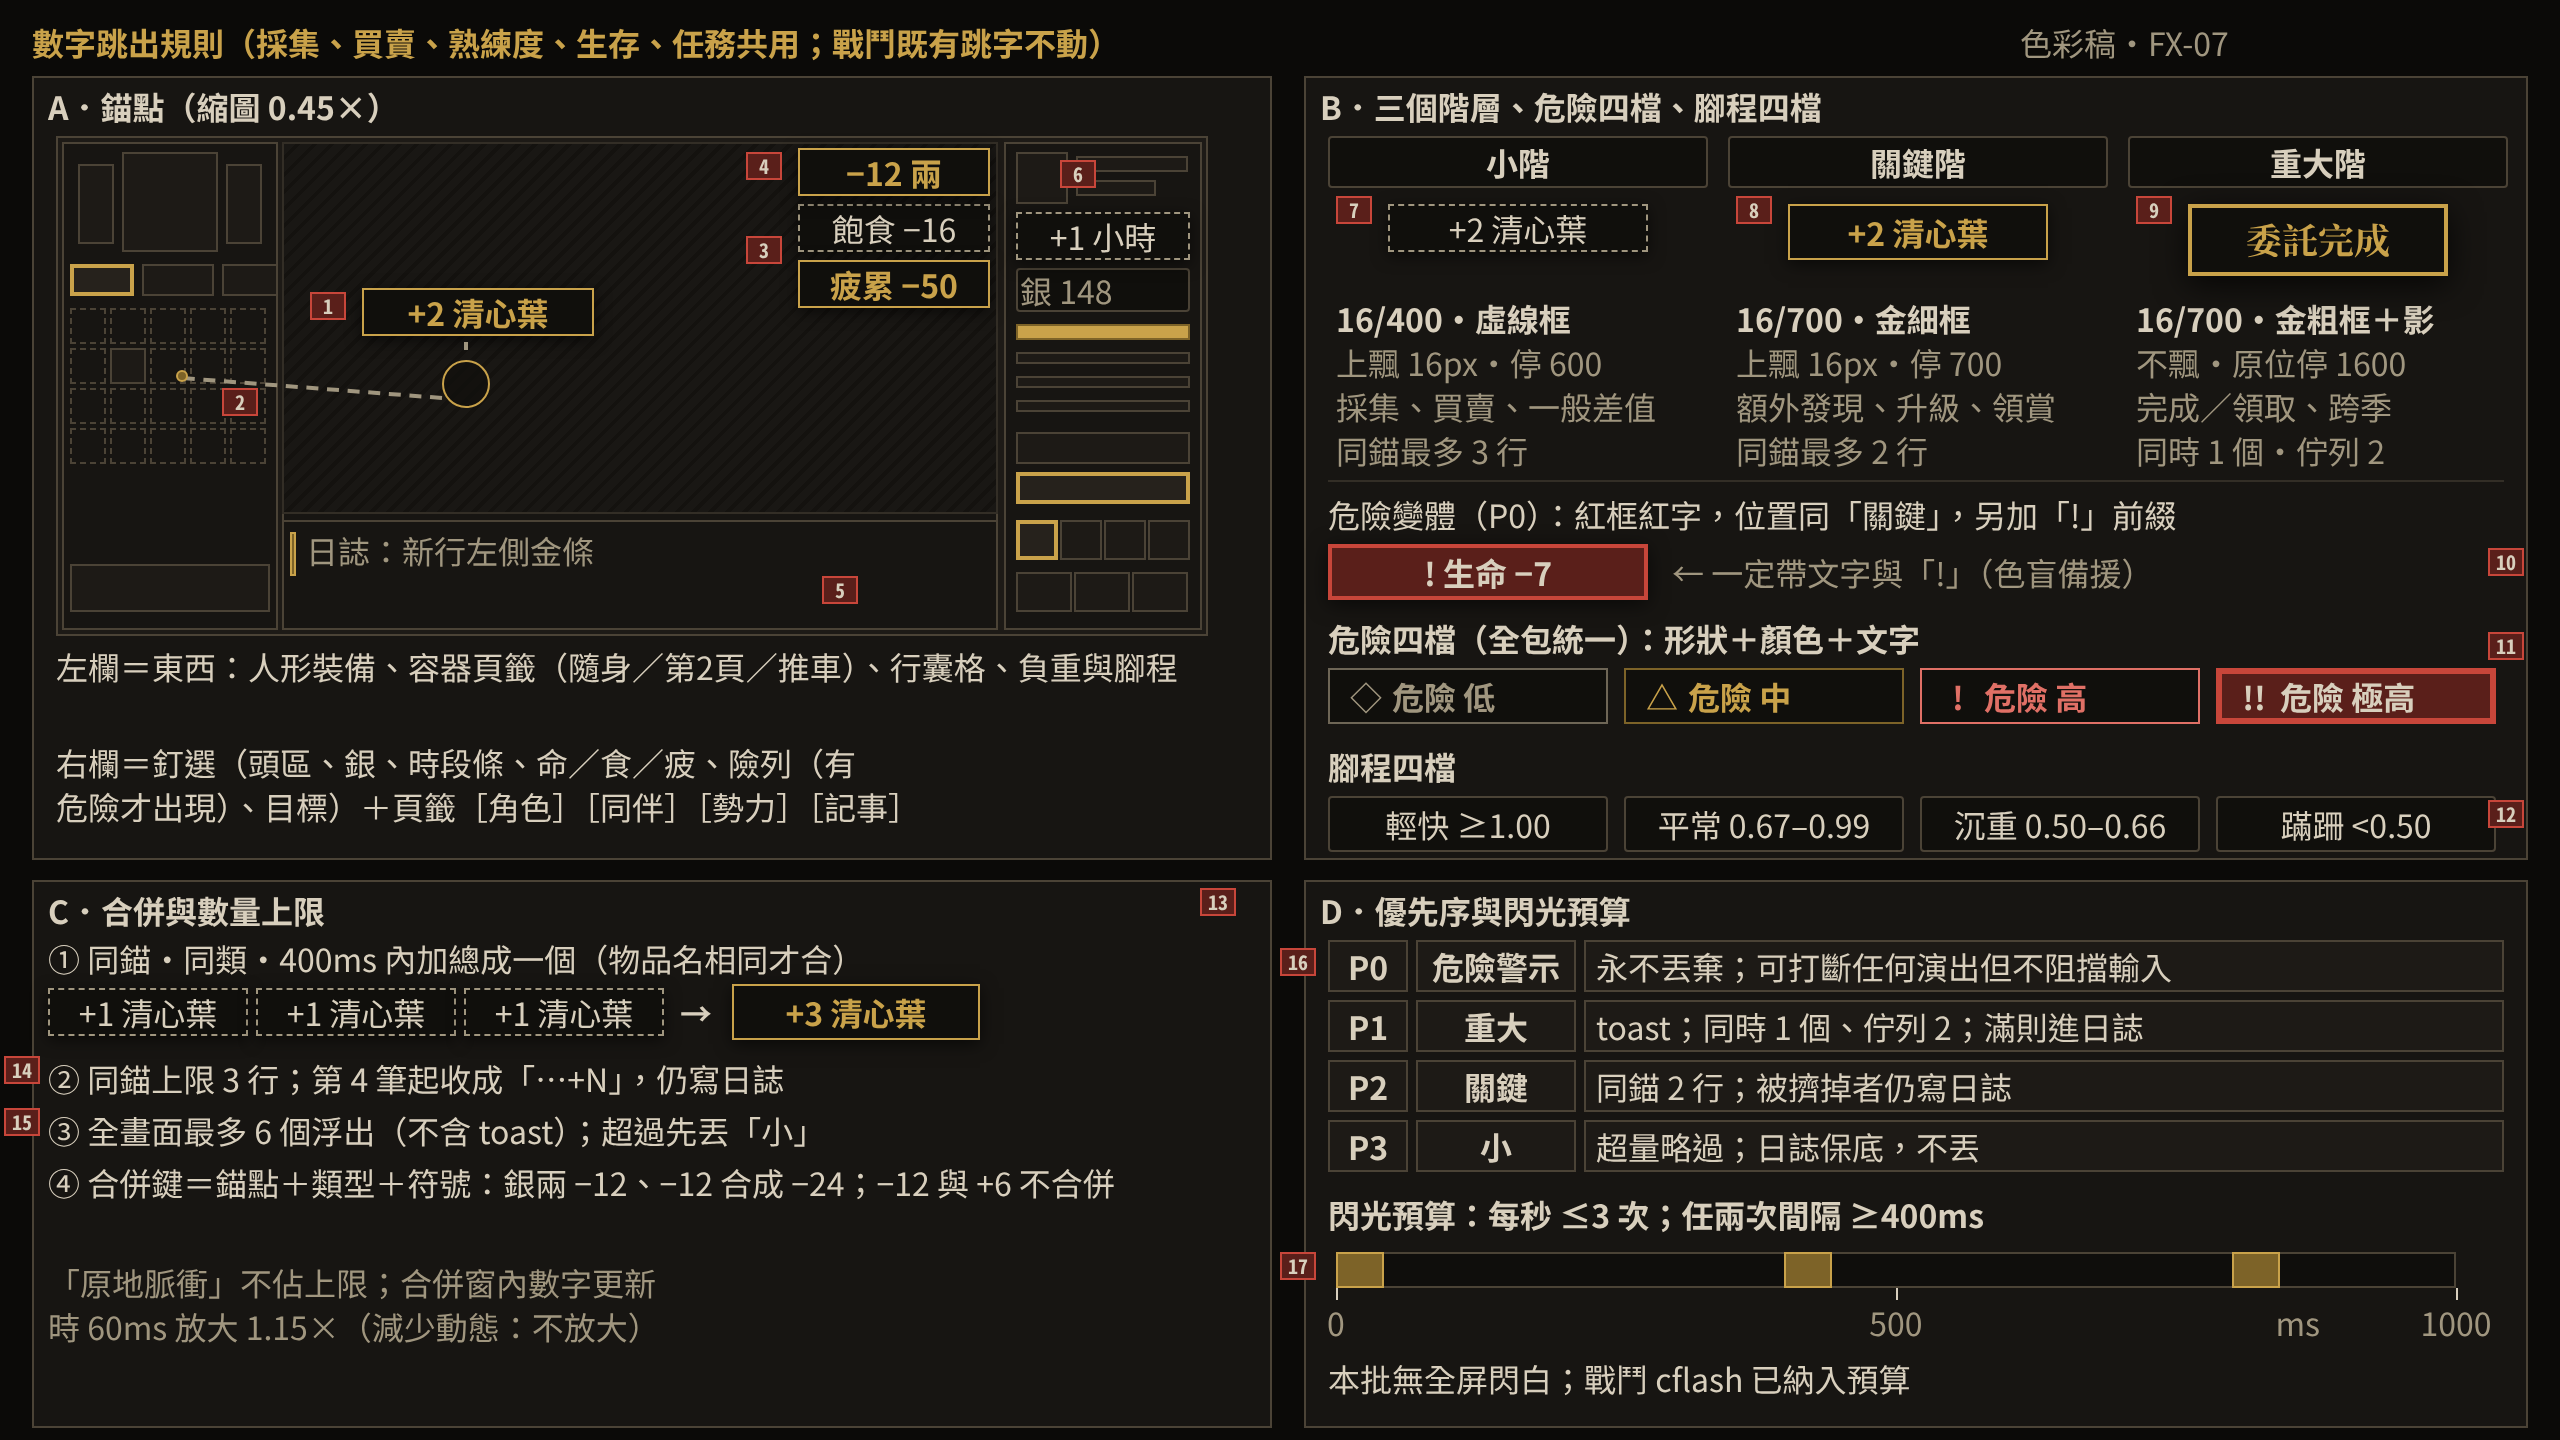 數字跳出規則（採集、買賣、熟練度、生存、任務共用；戰鬥既有跳字不動）
色彩稿・FX-07
A・錨點（縮圖 0.45×）
4
−12 兩
飽食 −16
3
疲累 −50
1
+2 清心葉
2
日誌：新行左側金條
5
6
+1 小時
銀 148
左欄＝東西：人形裝備、容器頁籤（隨身／第2頁／推車）、行囊格、負重與腳程
右欄＝釘選（頭區、銀、時段條、命／食／疲、險列（有
危險才出現）、目標）＋頁籤［角色］［同伴］［勢力］［記事］
B・三個階層、危險四檔、腳程四檔
小階
關鍵階
重大階
7
+2 清心葉
8
+2 清心葉
9
委託完成
16/400・虛線框
上飄 16px・停 600
採集、買賣、一般差值
同錨最多 3 行
16/700・金細框
上飄 16px・停 700
額外發現、升級、領賞
同錨最多 2 行
16/700・金粗框＋影
不飄・原位停 1600
完成／領取、跨季
同時 1 個・佇列 2
危險變體（P0）：紅框紅字，位置同「關鍵」，另加「!」前綴
! 生命 −7
← 一定帶文字與「!」（色盲備援）
10
危險四檔（全包統一）：形狀＋顏色＋文字
11
◇ 危險 低
△ 危險 中
! 危險 高
!! 危險 極高
腳程四檔
輕快 ≥1.00
平常 0.67–0.99
沉重 0.50–0.66
蹣跚 <0.50
12
C・合併與數量上限
13
① 同錨・同類・400ms 內加總成一個（物品名相同才合）
+1 清心葉
+1 清心葉
+1 清心葉
→
+3 清心葉
14
② 同錨上限 3 行；第 4 筆起收成「…+N」，仍寫日誌
15
③ 全畫面最多 6 個浮出（不含 toast）；超過先丟「小」
④ 合併鍵＝錨點＋類型＋符號：銀兩 −12、−12 合成 −24；−12 與 +6 不合併
「原地脈衝」不佔上限；合併窗內數字更新
時 60ms 放大 1.15×（減少動態：不放大）
D・優先序與閃光預算
16
P0
危險警示
永不丟棄；可打斷任何演出但不阻擋輸入
P1
重大
toast；同時 1 個、佇列 2；滿則進日誌
P2
關鍵
同錨 2 行；被擠掉者仍寫日誌
P3
小
超量略過；日誌保底，不丟
閃光預算：每秒 ≤3 次；任兩次間隔 ≥400ms
17
0
500
ms
1000
本批無全屏閃白；戰鬥 cflash 已納入預算